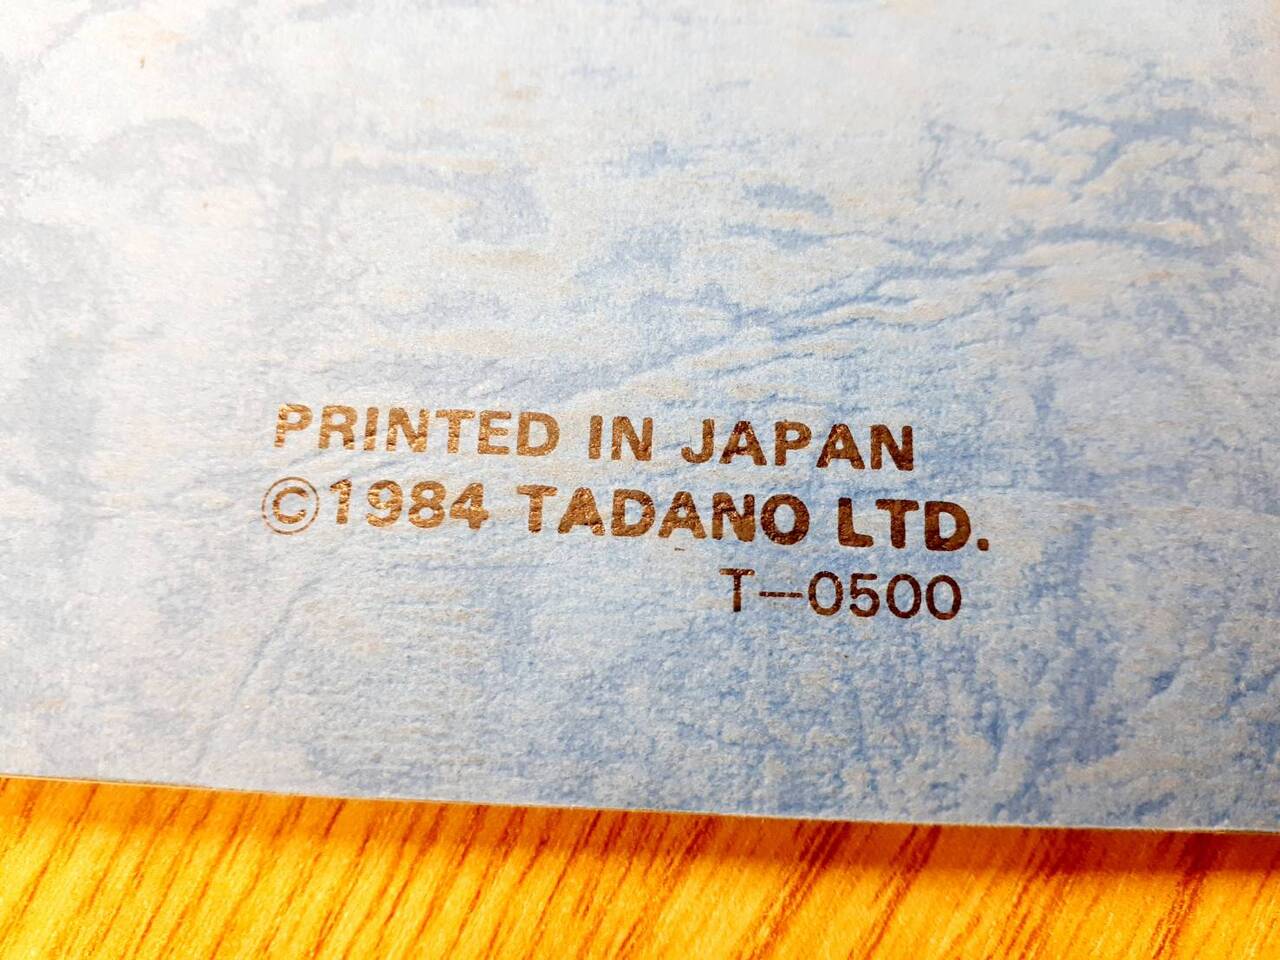 PRINTED IN JAPAN
©1984 TADANO LTD.
T—0500